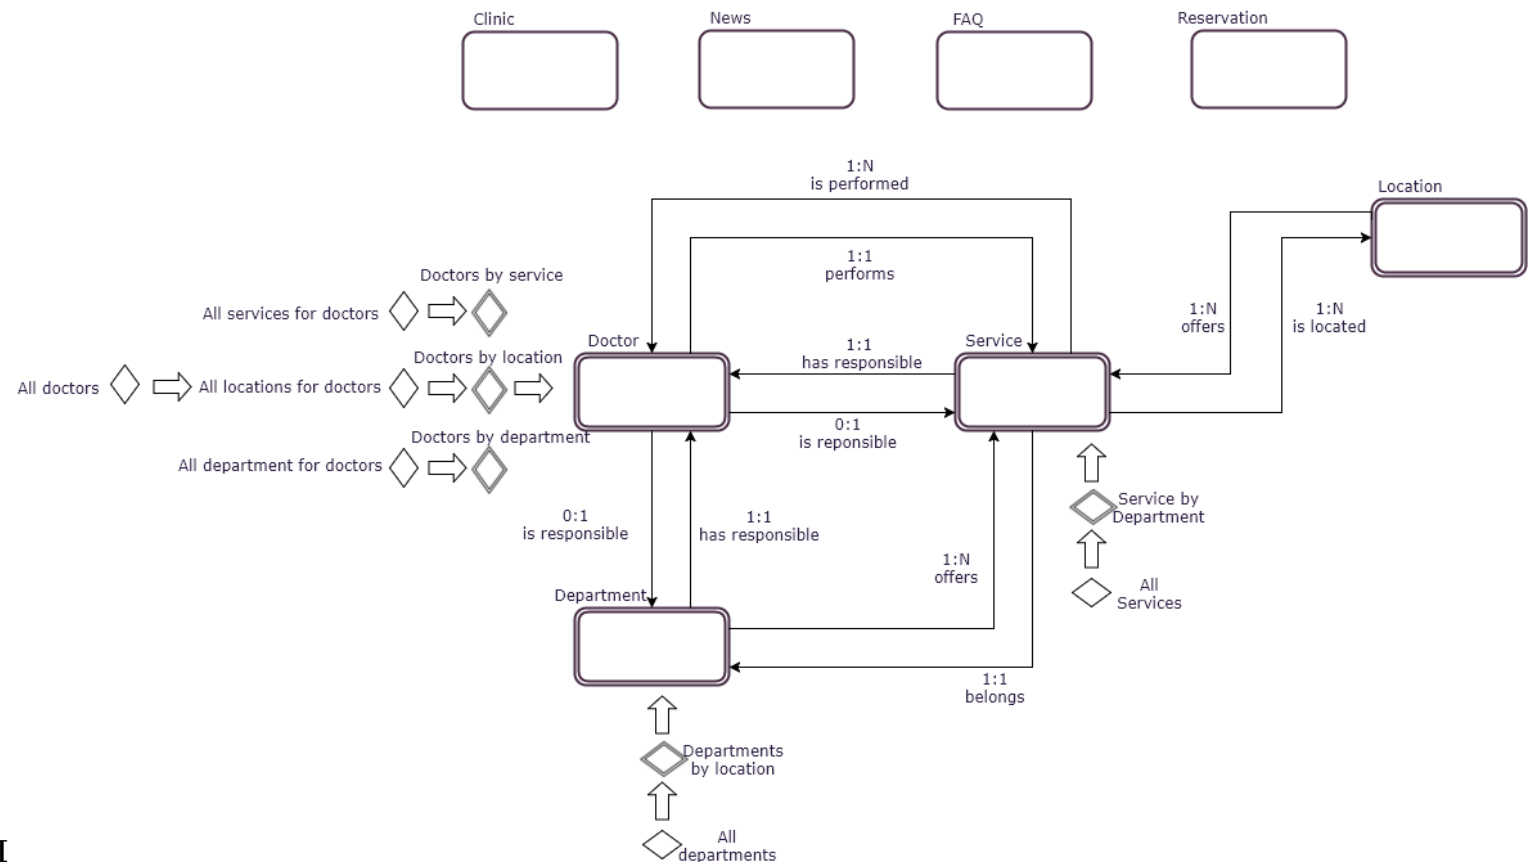 Clinic
News
FAQ
Reservation
1:N
is performed
Location
1:1
performs
Doctors by service
All services for doctors
1:N
offers
1:N
is located
Doctor
Service
1:1
has responsible
Doctors by location
All doctors
All locations for doctors
0:1
is reponsible
Doctors by department
All department for doctors
Service by
Department
0:1
is responsible
1:1
has responsible
1:N
offers
All
Services
Department
1:1
belongs
Departments
by location
All
departments